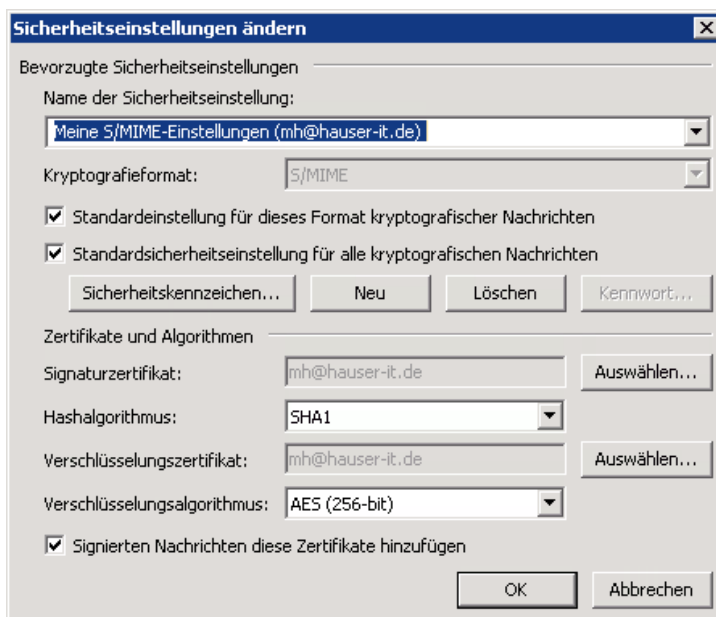 Sicherheitseinstellungen ändern
Bevorzugte Sicherheitseinstellungen
Name der Sicherheitseinstellung:
Meine S/MIME-Einstellungen (mh@hauser-it.de)
Kryptografieformat: S/MIME
Standardeinstellung für dieses Format kryptografischer Nachrichten
Standardsicherheitseinstellung für alle kryptografischen Nachrichten
Sicherheitskennzeichen... Neu Löschen Kennwort...
Zertifikate und Algorithmen
Signaturzertifikat: mh@hauser-it.de Auswählen...
Hashalgorithmus: SHA1
Verschlüsselungszertifikat: mh@hauser-it.de Auswählen...
Verschlüsselungsalgorithmus: AES (256-bit)
Signierten Nachrichten diese Zertifikate hinzufügen
OK Abbrechen